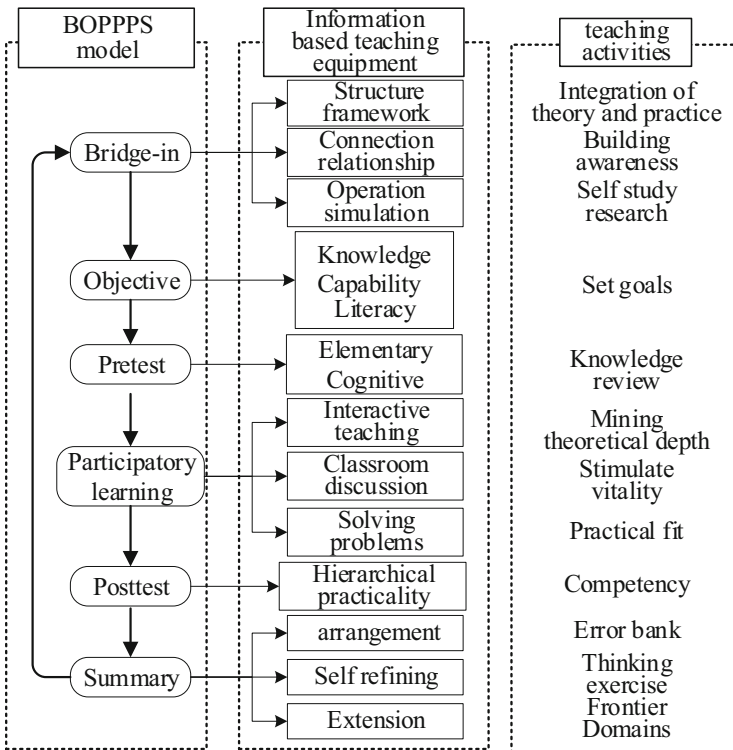 BOPPPS
model
Bridge-in
Objective
Pretest
Participatory
learning
Posttest
Summary
Information
based teaching
equipment
Structure
framework
Connection
relationship
Operation
simulation
Knowledge
Capability
Literacy
Elementary
Cognitive
Interactive
teaching
Classroom
discussion
Solving
problems
Hierarchical
practicality
arrangement
Self refining
Extension
teaching
activities
Integration of
theory and practice
Building
awareness
Self study
research
Set goals
Knowledge
review
Mining
theoretical depth
Stimulate
vitality
Practical fit
Competency
Error bank
Thinking
exercise
Frontier
Domains